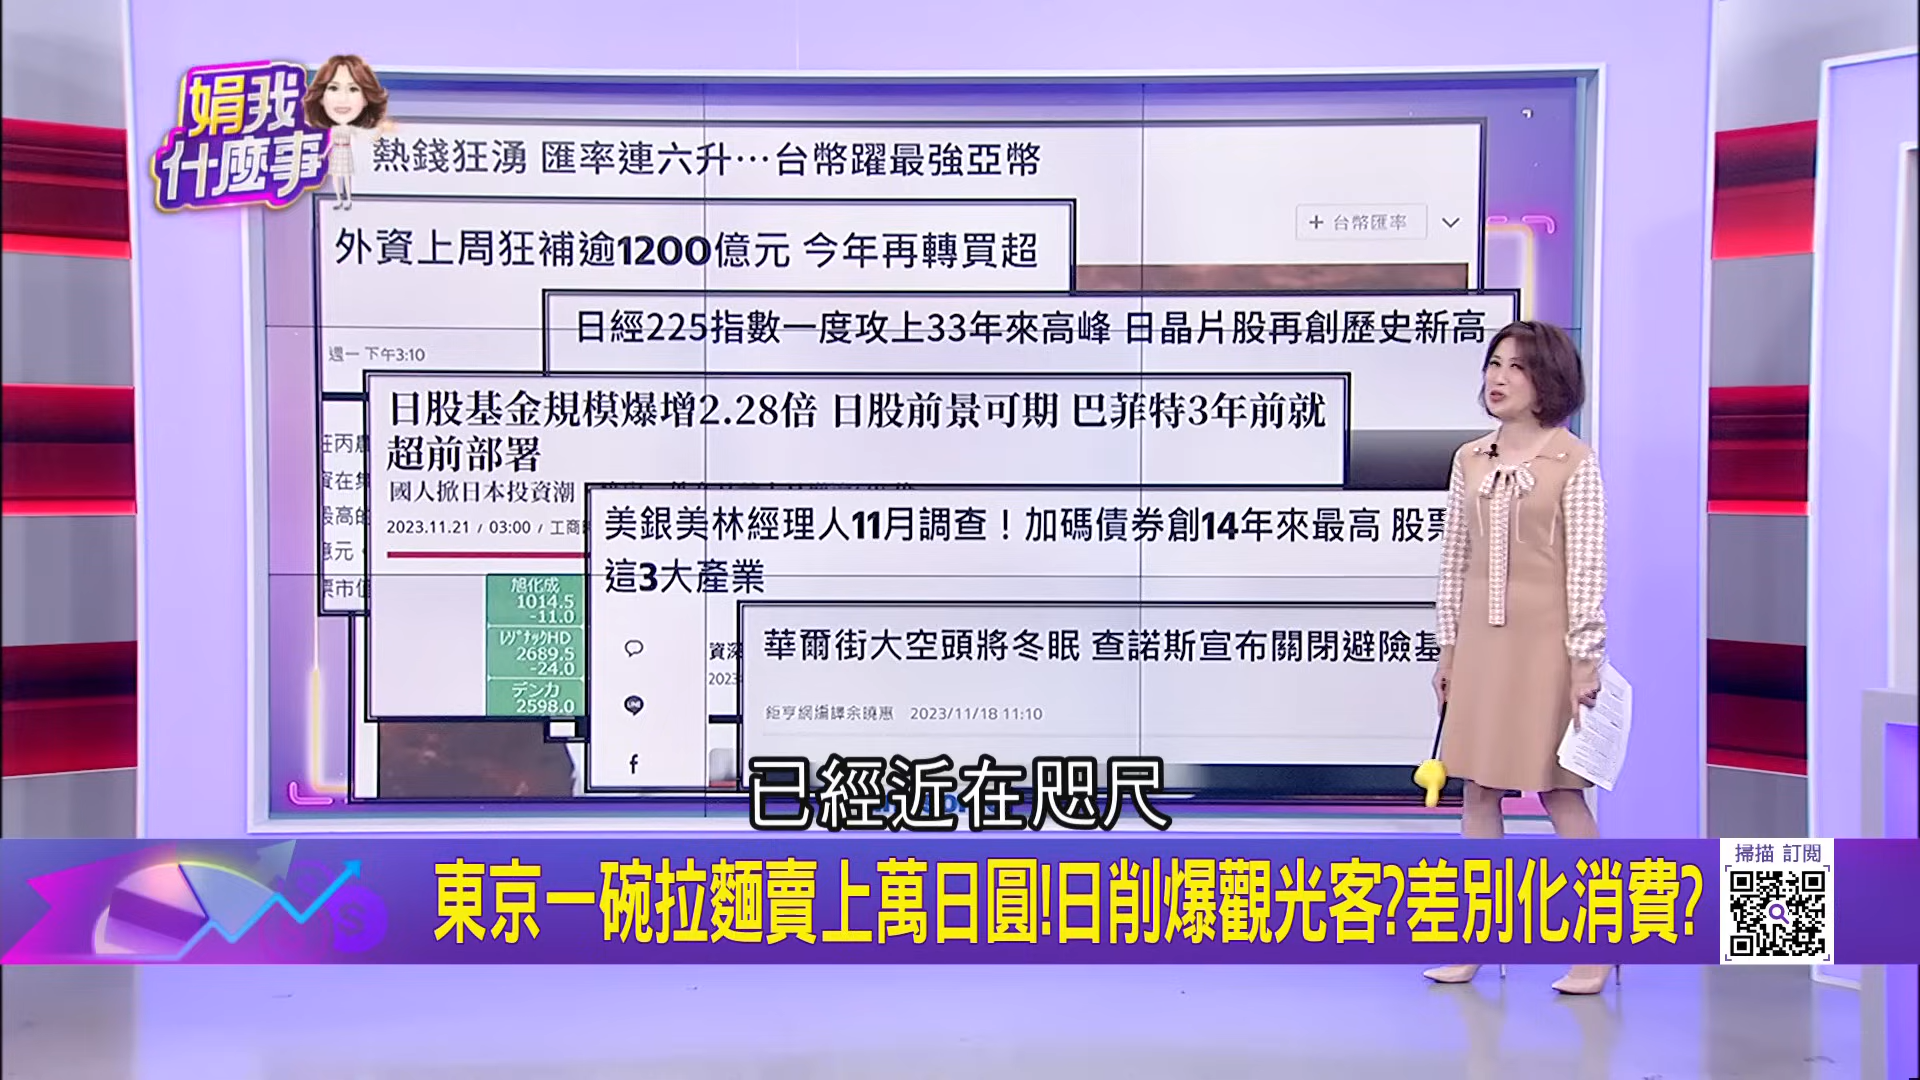 娟我
什麼事
熱錢狂湧 匯率連六升…台幣躍最強亞幣
+ 台幣匯率
外資上周狂補逾1200億元 今年再轉買超
日經225指數一度攻上33年來高峰 日晶片股再創歷史新高
週一 下午3:10
日股基金規模爆增2.28倍 日股前景可期 巴菲特3年前就
超前部署
國人掀日本投資潮
2023.11.21 / 03:00 / 工商
美銀美林經理人11月調查！加碼債券創14年來最高 股票
這3大產業
旭化成
1014.5
-11.0
ﾚｿﾞﾅｯｸHD
2689.5
-24.0
デンカ
2598.0
華爾街大空頭將冬眠 查諾斯宣布關閉避險基
資深
2023
鉅亨網編譯余曉惠 2023/11/18 11:10
已經近在咫尺
東京一碗拉麵賣上萬日圓!日削爆觀光客?差別化消費?
掃描 訂閱